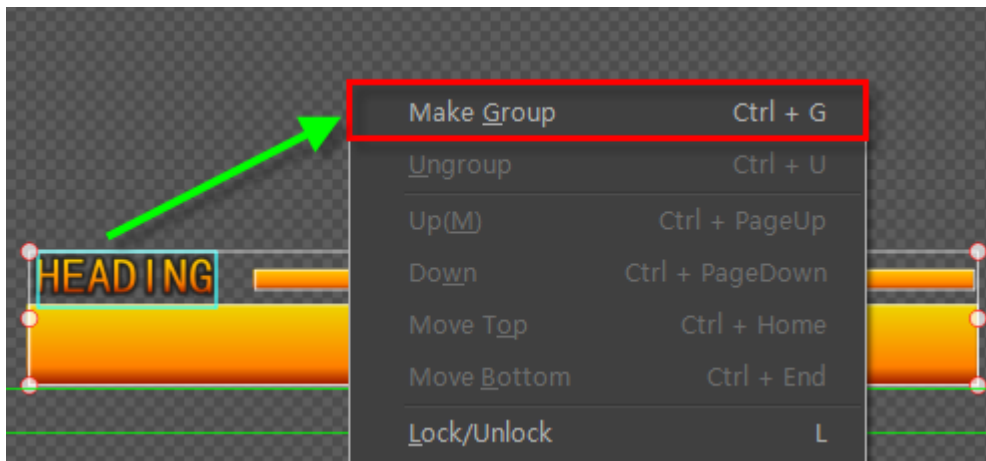 Make Group Ctrl + G
Ungroup Ctrl + U
Up(M) Ctrl + PageUp
Down Ctrl + PageDown
HEADING
Move Top Ctrl + Home
Move Bottom Ctrl + End
Lock/Unlock L